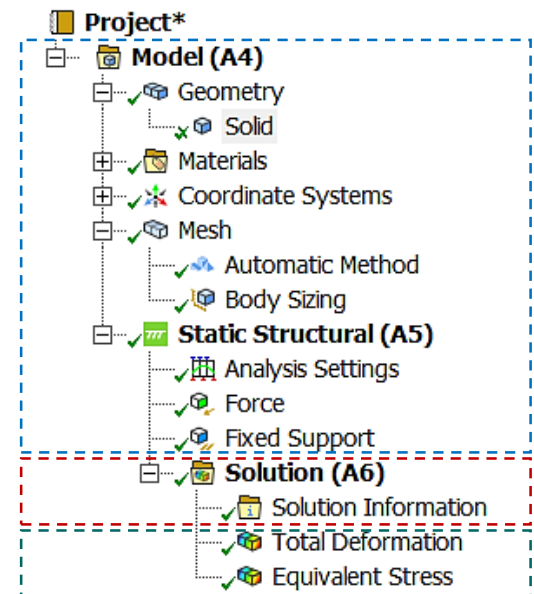 Project*
Model (A4)
Geometry
Solid
Materials
Coordinate Systems
Mesh
Automatic Method
Body Sizing
Static Structural (A5)
Analysis Settings
Force
Fixed Support
Solution (A6)
Solution Information
Total Deformation
Equivalent Stress